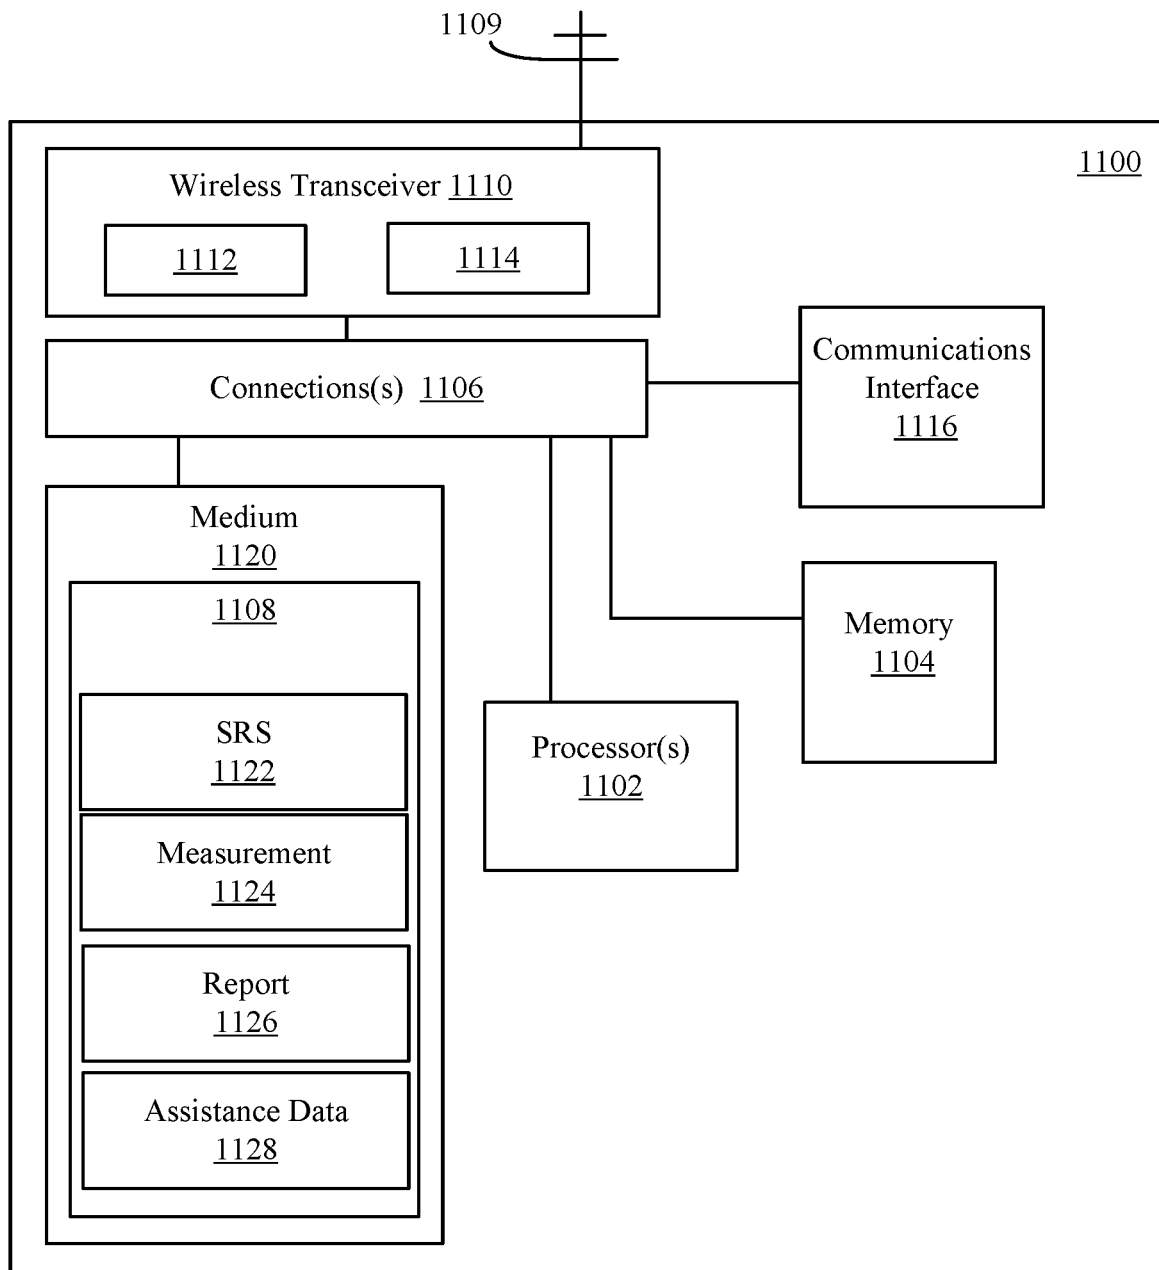 1109
1100
Wireless Transceiver 1110
1112
1114
Connections(s) 1106
Communications
Interface
1116
Medium
1120
1108
SRS
1122
Measurement
1124
Report
1126
Assistance Data
1128
Processor(s)
1102
Memory
1104